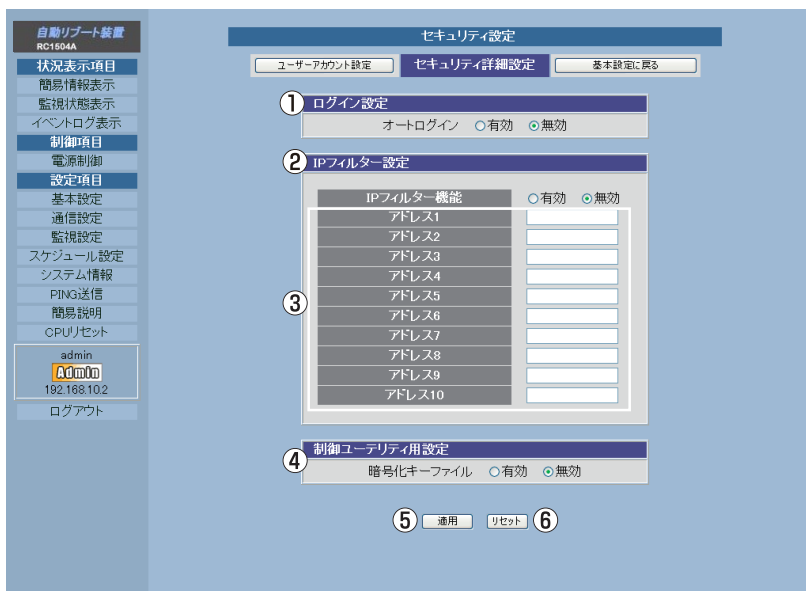 自動リブート装置
RC1504A
状況表示項目
簡易情報表示
監視状態表示
イベントログ表示
制御項目
電源制御
設定項目
基本設定
通信設定
監視設定
スケジュール設定
システム情報
PING送信
簡易説明
CPUリセット
admin
Admin
192.168.10.2
ログアウト
セキュリティ設定
ユーザーアカウント設定 セキュリティ詳細設定 基本設定に戻る
① ログイン設定
オートログイン 有効 無効
② IPフィルター設定
IPフィルター機能 有効 無効
アドレス1
アドレス2
アドレス3
アドレス4
アドレス5
③
アドレス6
アドレス7
アドレス8
アドレス9
アドレス10
④ 制御ユーテリティ用設定
暗号化キーファイル 有効 無効
⑤ 適用 リセット ⑥